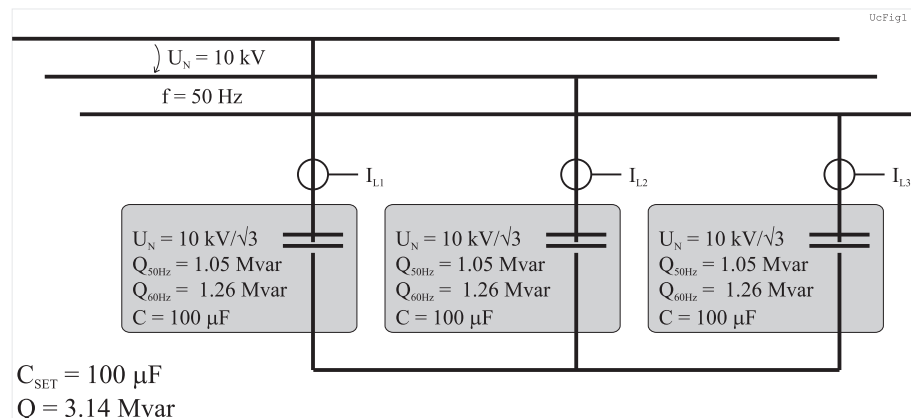 UcFig1
U_N = 10 kV
f = 50 Hz
I_L1
I_L2
I_L3
U_N = 10 kV/√3
Q_50Hz = 1.05 Mvar
Q_60Hz = 1.26 Mvar
C = 100 µF
U_N = 10 kV/√3
Q_50Hz = 1.05 Mvar
Q_60Hz = 1.26 Mvar
C = 100 µF
U_N = 10 kV/√3
Q_50Hz = 1.05 Mvar
Q_60Hz = 1.26 Mvar
C = 100 µF
C_SET = 100 µF
Q = 3.14 Mvar